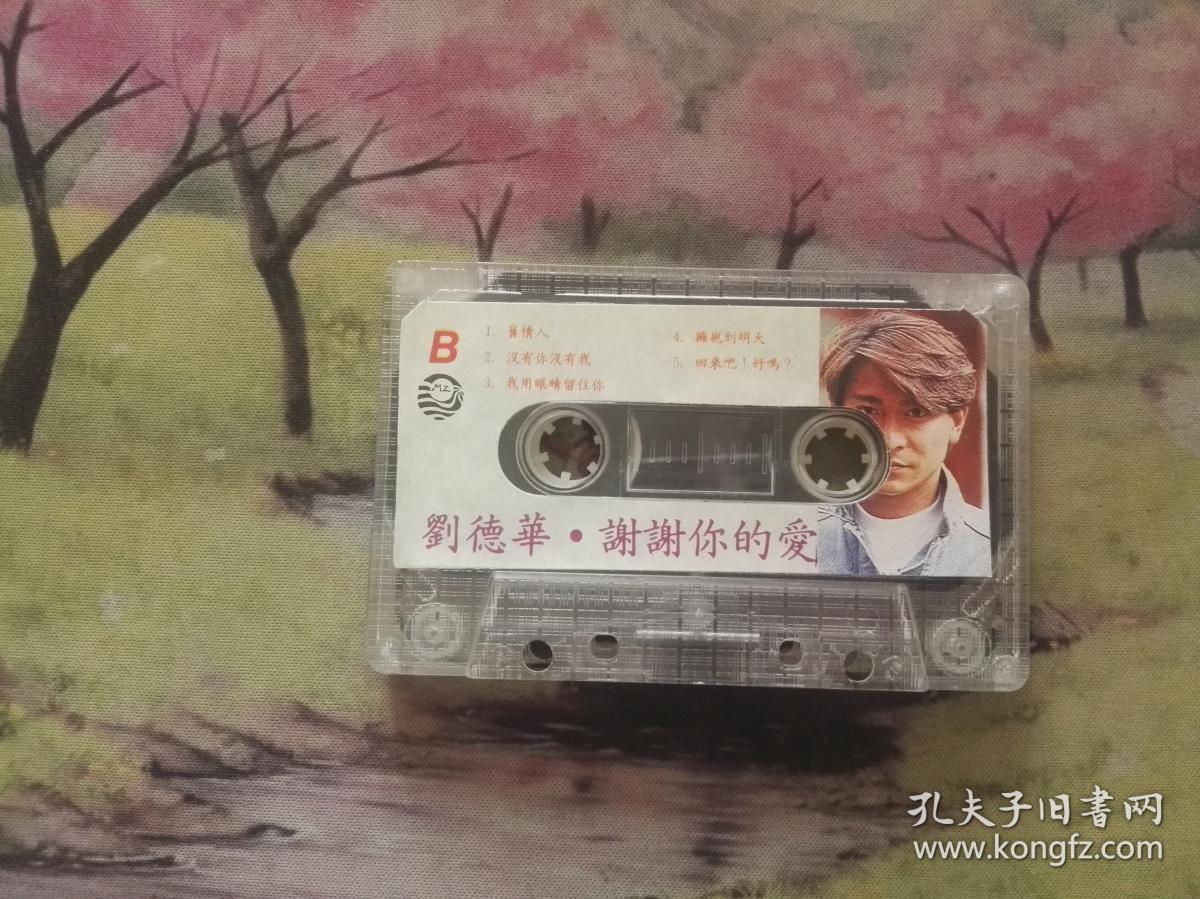 B
1. 舊情人
2. 沒有你沒有我
3. 我用眼睛留住你
4. 擁抱到明天
5. 回來吧！好嗎？
MZ
劉德華·謝謝你的愛
孔夫子旧書网
www.kongfz.com